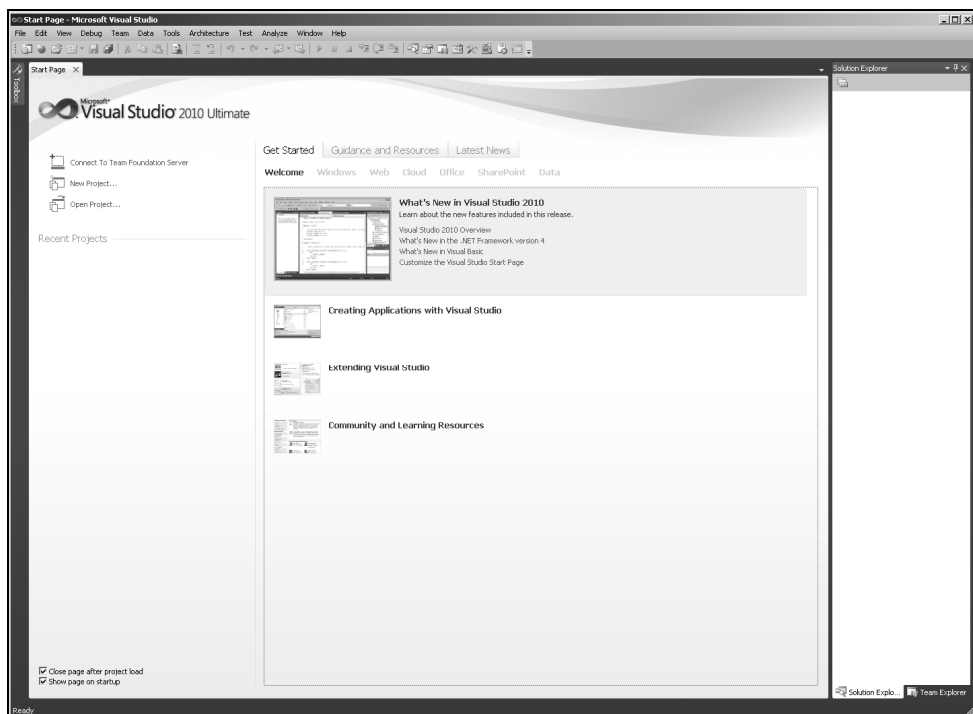 Start Page - Microsoft Visual Studio
File Edit View Debug Team Data Tools Architecture Test Analyze Window Help
Toolbox
Start Page
Solution Explorer
Microsoft®
Visual Studio® 2010 Ultimate
Connect To Team Foundation Server
New Project...
Open Project...
Recent Projects
Get Started
Guidance and Resources
Latest News
Welcome Windows Web Cloud Office SharePoint Data
What's New in Visual Studio 2010
Learn about the new features included in this release.
Visual Studio 2010 Overview
What's New in the .NET Framework version 4
What's New in Visual Basic
Customize the Visual Studio Start Page
Creating Applications with Visual Studio
Extending Visual Studio
Community and Learning Resources
Close page after project load
Show page on startup
Solution Explo...
Team Explorer
Ready